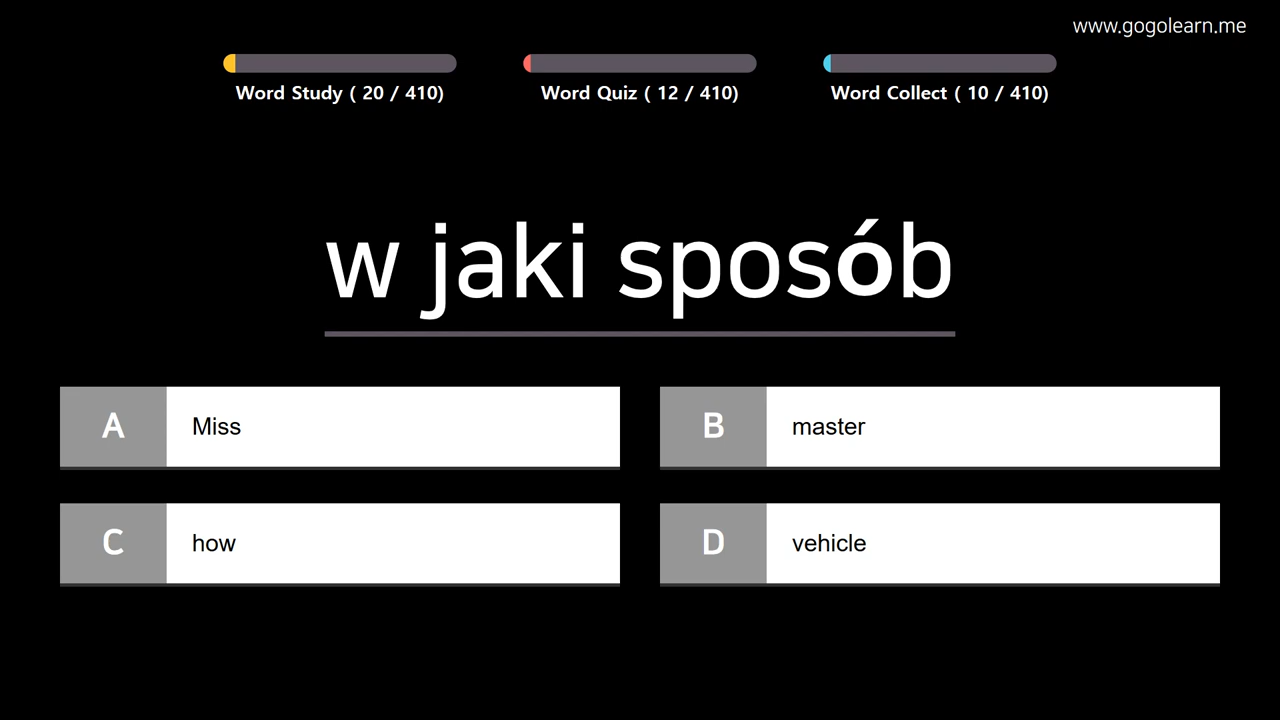 www.gogolearn.me
Word Study ( 20 / 410)
Word Quiz ( 12 / 410)
Word Collect ( 10 / 410)
w jaki sposób
A Miss
B master
C how
D vehicle